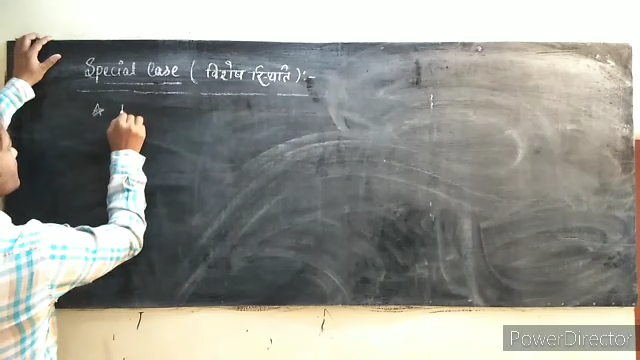 Special Case ( विशेष स्थिति ):-
PowerDirector